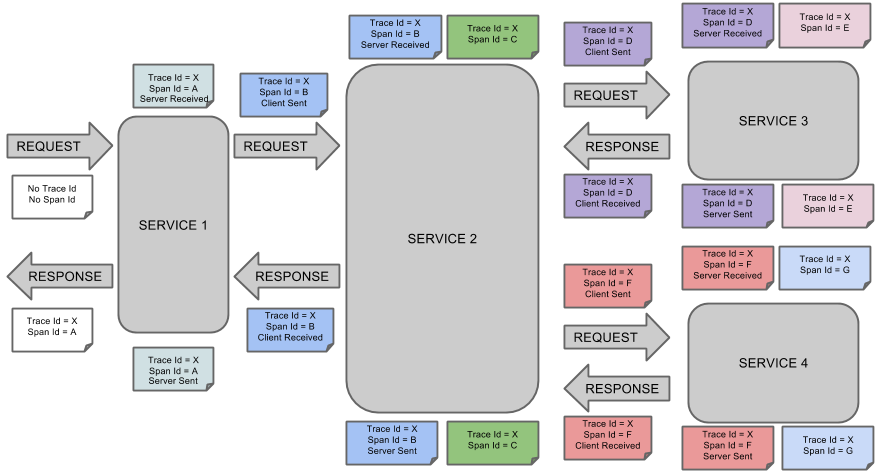 Trace Id = X
Span Id = B
Server Received
Trace Id = X
Span Id = C
Trace Id = X
Span Id = D
Client Sent
Trace Id = X
Span Id = D
Server Received
Trace Id = X
Span Id = E
Trace Id = X
Span Id = A
Server Received
Trace Id = X
Span Id = B
Client Sent
REQUEST
REQUEST
REQUEST
RESPONSE
SERVICE 3
No Trace Id
No Span Id
SERVICE 1
SERVICE 2
Trace Id = X
Span Id = D
Client Received
Trace Id = X
Span Id = D
Server Sent
Trace Id = X
Span Id = E
RESPONSE
RESPONSE
Trace Id = X
Span Id = F
Client Sent
Trace Id = X
Span Id = F
Server Received
Trace Id = X
Span Id = G
Trace Id = X
Span Id = A
Trace Id = X
Span Id = B
Client Received
REQUEST
RESPONSE
SERVICE 4
Trace Id = X
Span Id = A
Server Sent
Trace Id = X
Span Id = B
Server Sent
Trace Id = X
Span Id = C
Trace Id = X
Span Id = F
Client Received
Trace Id = X
Span Id = F
Server Sent
Trace Id = X
Span Id = G